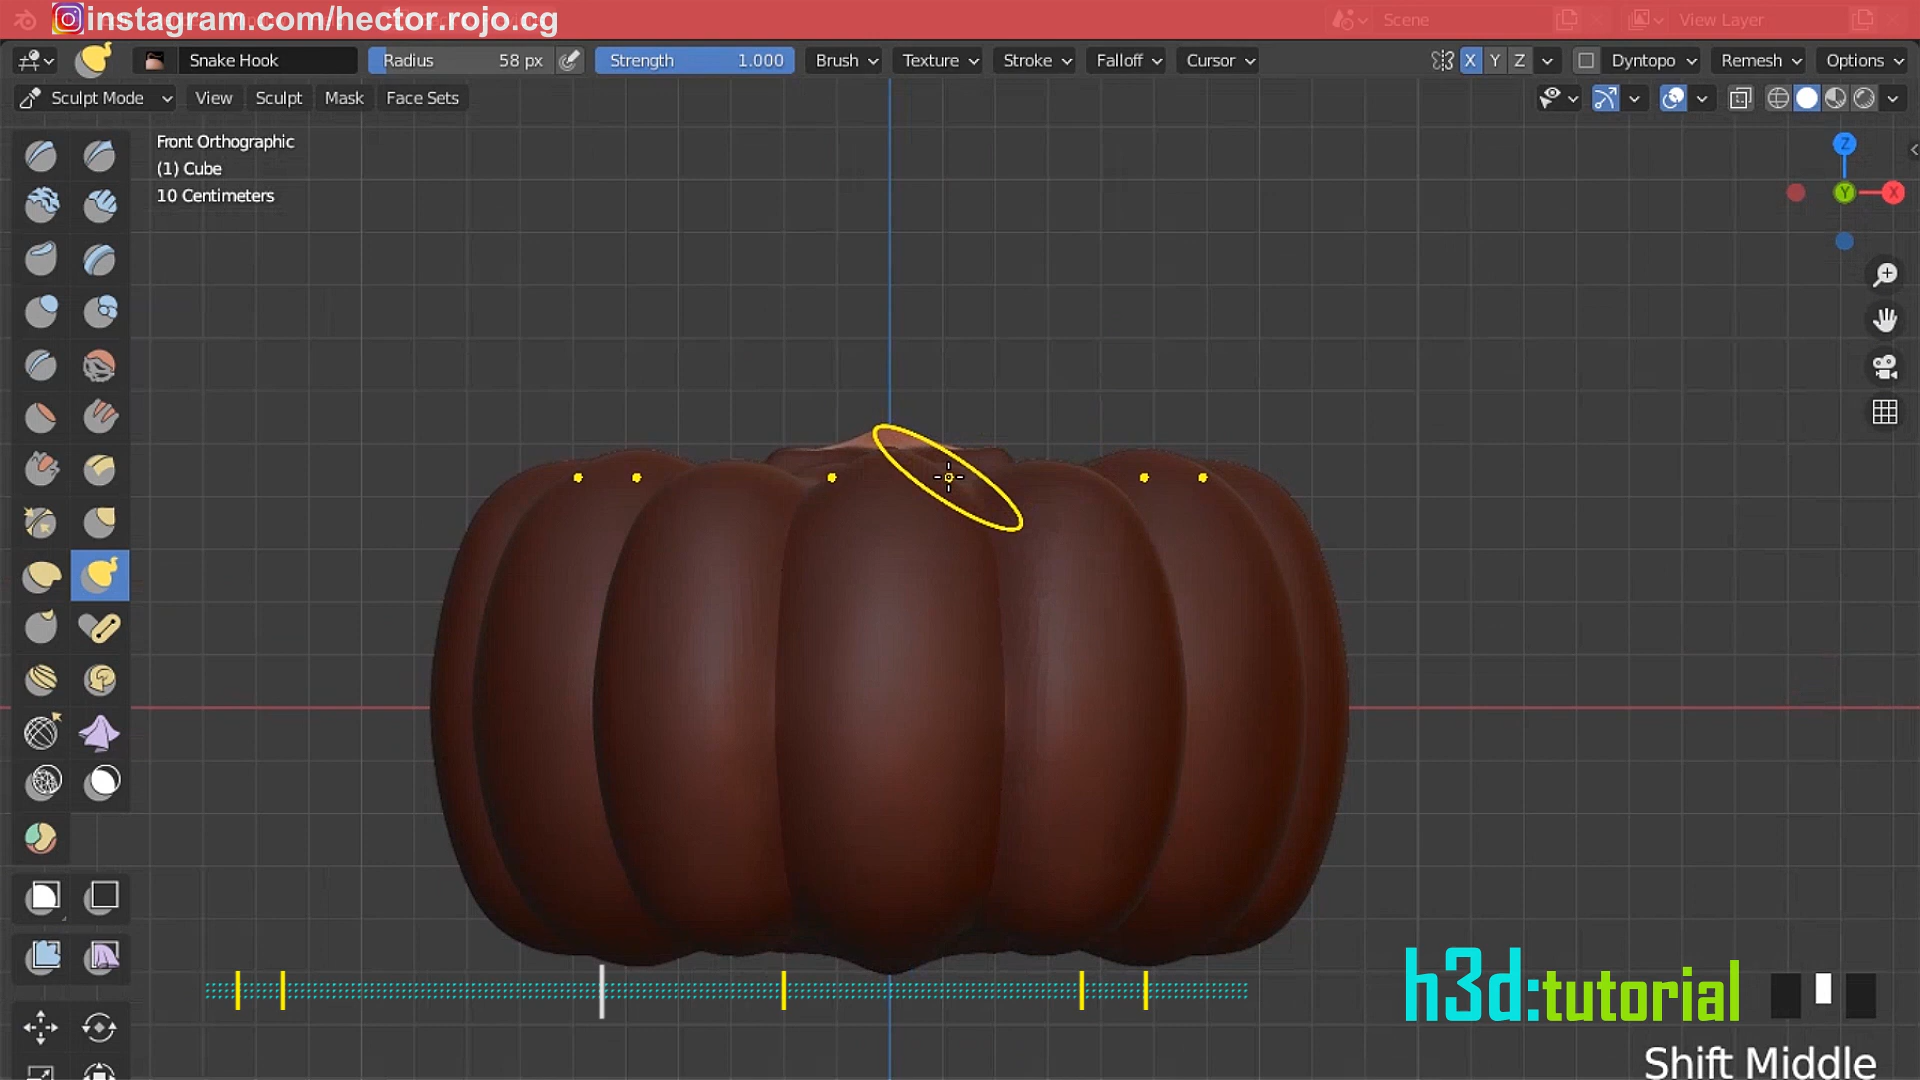 instagram.com/hector.rojo.cg
Scene
View Layer
Snake Hook
Radius 58 px
Strength 1.000
Brush
Texture
Stroke
Falloff
Cursor
X Y Z
Dyntopo
Remesh
Options
Sculpt Mode
View
Sculpt
Mask
Face Sets
Front Orthographic
(1) Cube
10 Centimeters
Z
Y
X
h3d:tutorial
Shift Middle